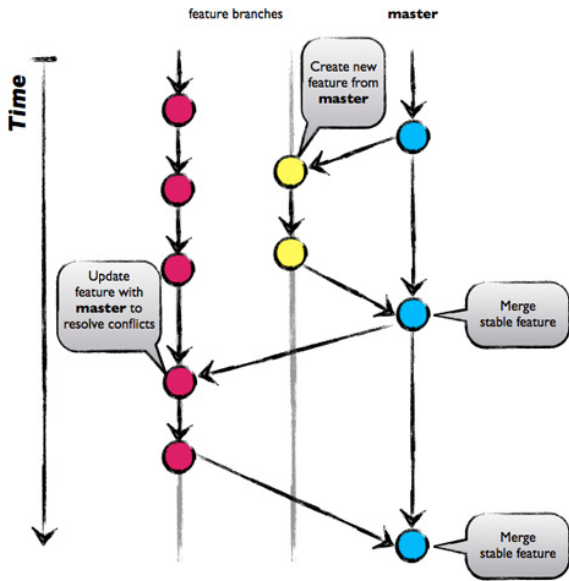 feature branches
master
Time
Create new
feature from
master
Update
feature with
master to
resolve conflicts
Merge
stable feature
Merge
stable feature